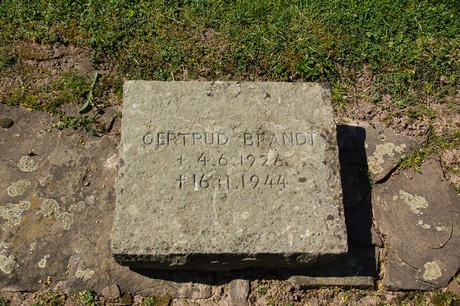 GERTRUD BRANDT
+ 4.6.1926
+ 16.11.1944